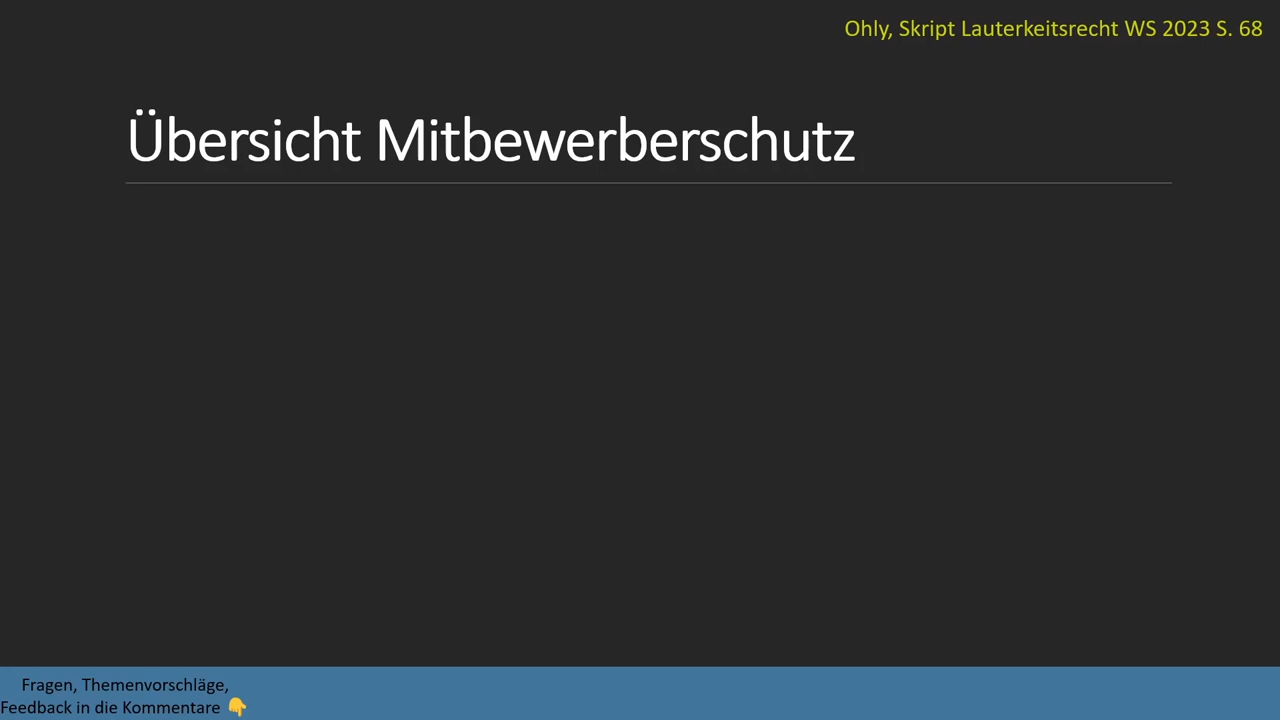 Ohly, Skript Lauterkeitsrecht WS 2023 S. 68
Übersicht Mitbewerberschutz
Fragen, Themenvorschläge,
Feedback in die Kommentare 👇